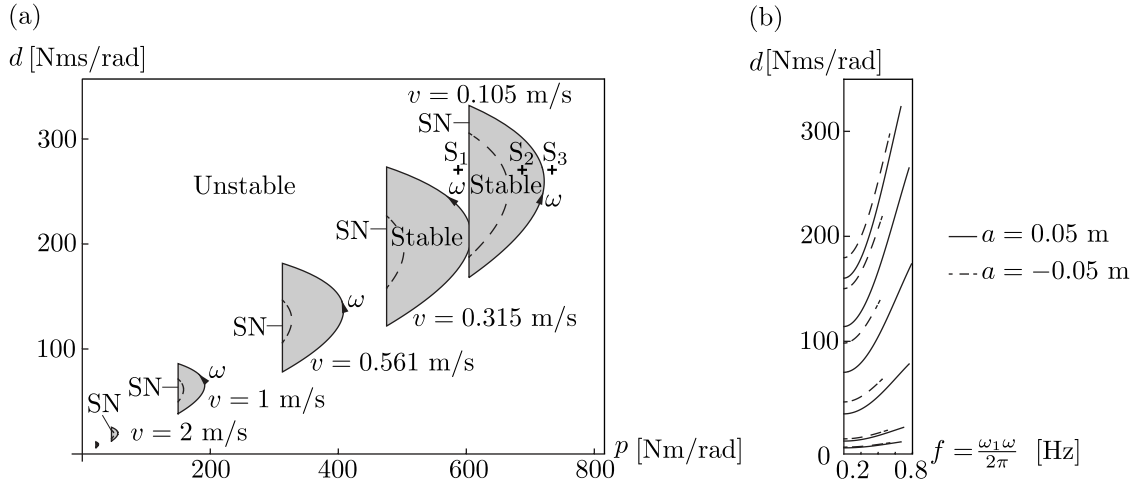 (a)
d [Nms/rad]
300
200
100
200
400
600
800
p [Nm/rad]
Unstable
v = 0.105 m/s
SN
S1
S2
S3
Stable
ω
ω
SN
Stable
v = 0.315 m/s
SN
ω
v = 0.561 m/s
SN
ω
v = 1 m/s
SN
v = 2 m/s
(b)
d[Nms/rad]
300
200
100
0
0.2
0.8
f = ω₁ω/2π [Hz]
a = 0.05 m
a = −0.05 m